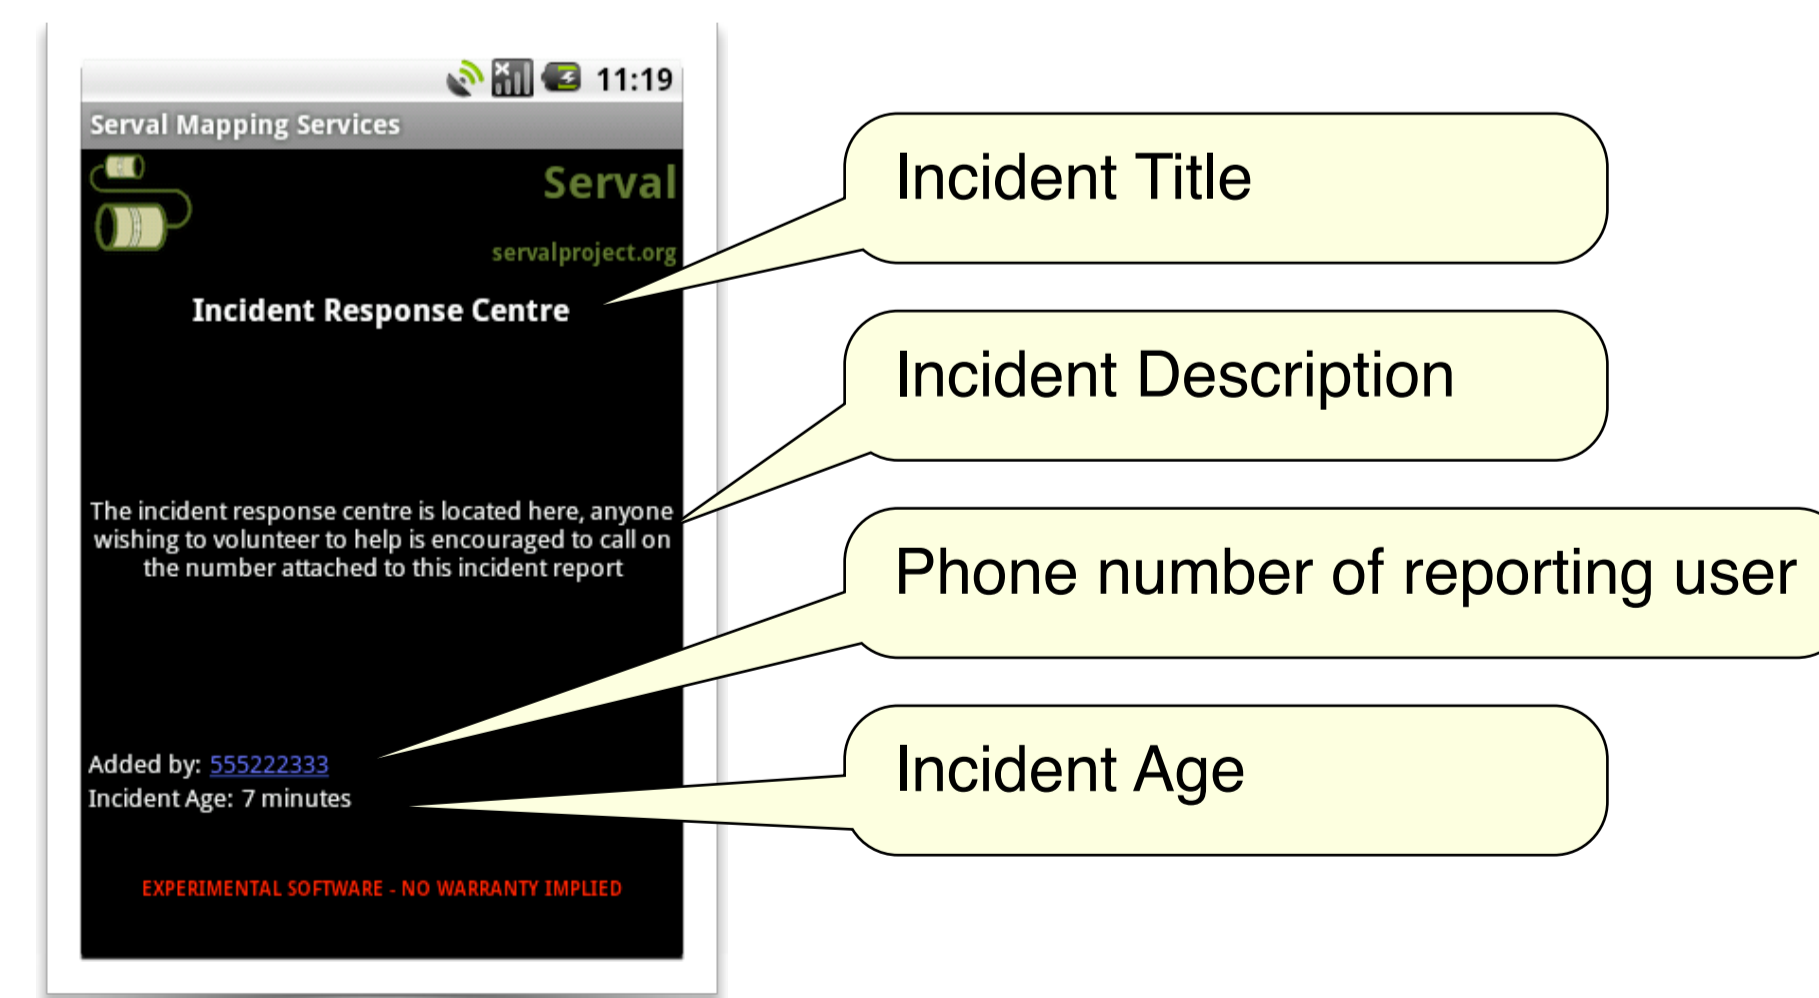 11:19
Serval Mapping Services
Serval
servalproject.org
Incident Response Centre
The incident response centre is located here, anyone
wishing to volunteer to help is encouraged to call on
the number attached to this incident report
Added by: 555222333
Incident Age: 7 minutes
EXPERIMENTAL SOFTWARE - NO WARRANTY IMPLIED
Incident Title
Incident Description
Phone number of reporting user
Incident Age